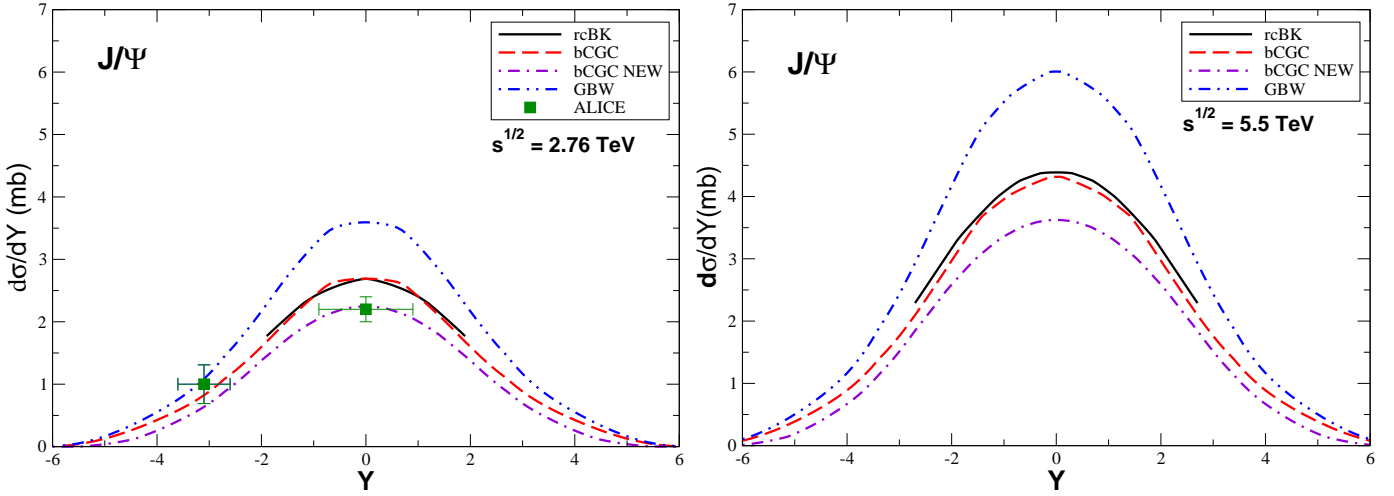 J/Ψ
rcBK
bCGC
bCGC NEW
GBW
ALICE
s^{1/2} = 2.76 TeV
dσ/dY (mb)
7
6
5
4
3
2
1
0
-6 -4 -2 0 2 4 6
Y
J/Ψ
rcBK
bCGC
bCGC NEW
GBW
s^{1/2} = 5.5 TeV
dσ/dY (mb)
7
6
5
4
3
2
1
0
-6 -4 -2 0 2 4 6
Y